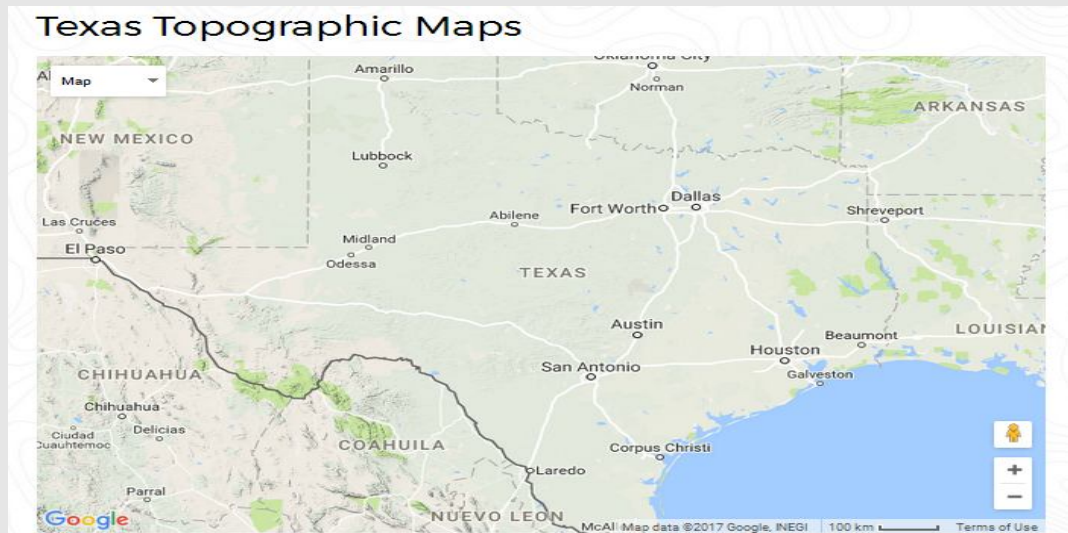 Texas Topographic Maps
Map
Oklahoma City
Amarillo
Norman
ARKANSAS
NEW MEXICO
Lubbock
Dallas
Fort Worth
Abilene
Shreveport
Las Cruces
El Paso
Midland
Odessa
TEXAS
Austin
Beaumont
LOUISIAN
Houston
San Antonio
Galveston
CHIHUAHUA
Chihuahua
Delicias
Ciudad
Cuauhtemoc
COAHUILA
Corpus Christi
Laredo
+
Parral
−
Google
NUEVO LEON
McAl
Map data ©2017 Google, INEGI
100 km
Terms of Use